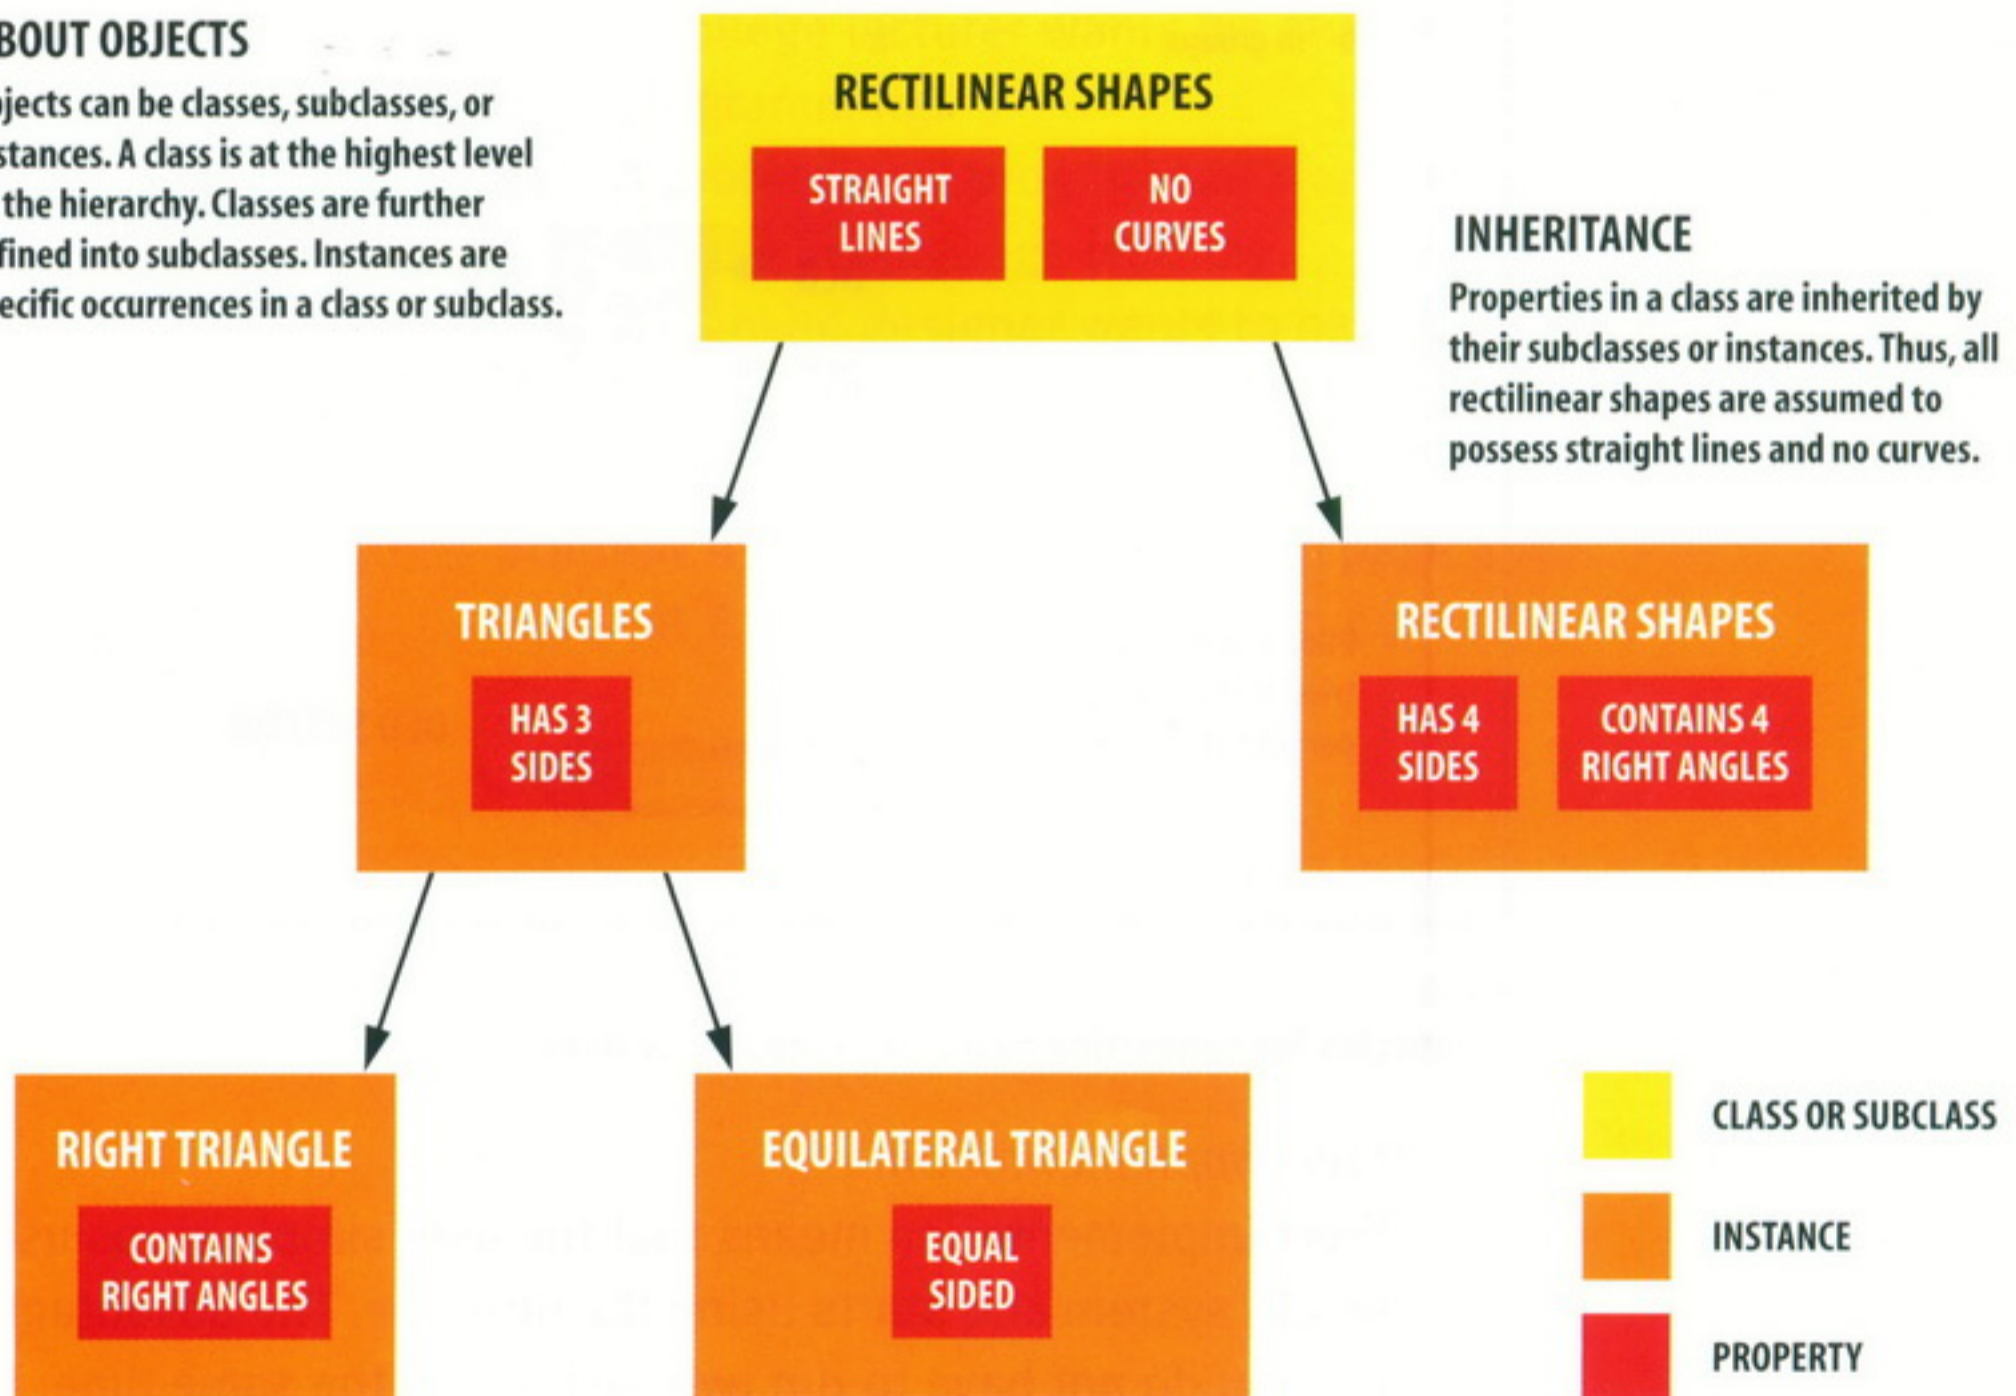 BOUT OBJECTS
jects can be classes, subclasses, or
stances. A class is at the highest level
the hierarchy. Classes are further
fined into subclasses. Instances are
ecific occurrences in a class or subclass.
RECTILINEAR SHAPES
STRAIGHT
LINES
NO
CURVES
INHERITANCE
Properties in a class are inherited by
their subclasses or instances. Thus, all
rectilinear shapes are assumed to
possess straight lines and no curves.
TRIANGLES
HAS 3
SIDES
RECTILINEAR SHAPES
HAS 4
SIDES
CONTAINS 4
RIGHT ANGLES
RIGHT TRIANGLE
CONTAINS
RIGHT ANGLES
EQUILATERAL TRIANGLE
EQUAL
SIDED
CLASS OR SUBCLASS
INSTANCE
PROPERTY